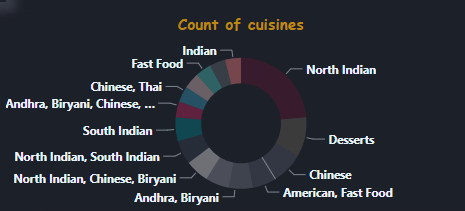 Count of cuisines
Indian
Fast Food
North Indian
Chinese, Thai
Andhra, Biryani, Chinese, ...
South Indian
Desserts
North Indian, South Indian
Chinese
North Indian, Chinese, Biryani
American, Fast Food
Andhra, Biryani